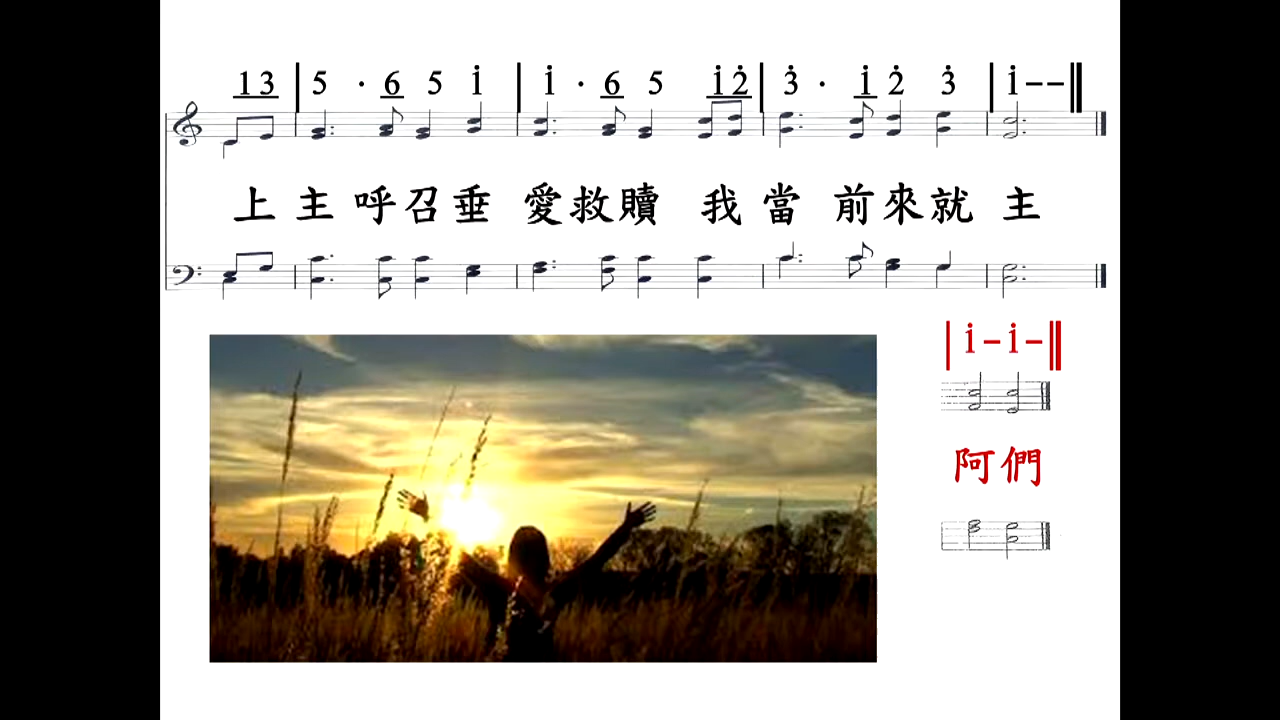 13 | 5 · 6 5 i | i · 6 5 i2 | 3 · i 2 3 | i--‖
上主呼召垂 愛救贖 我當 前來就 主
| i-i-‖
阿們